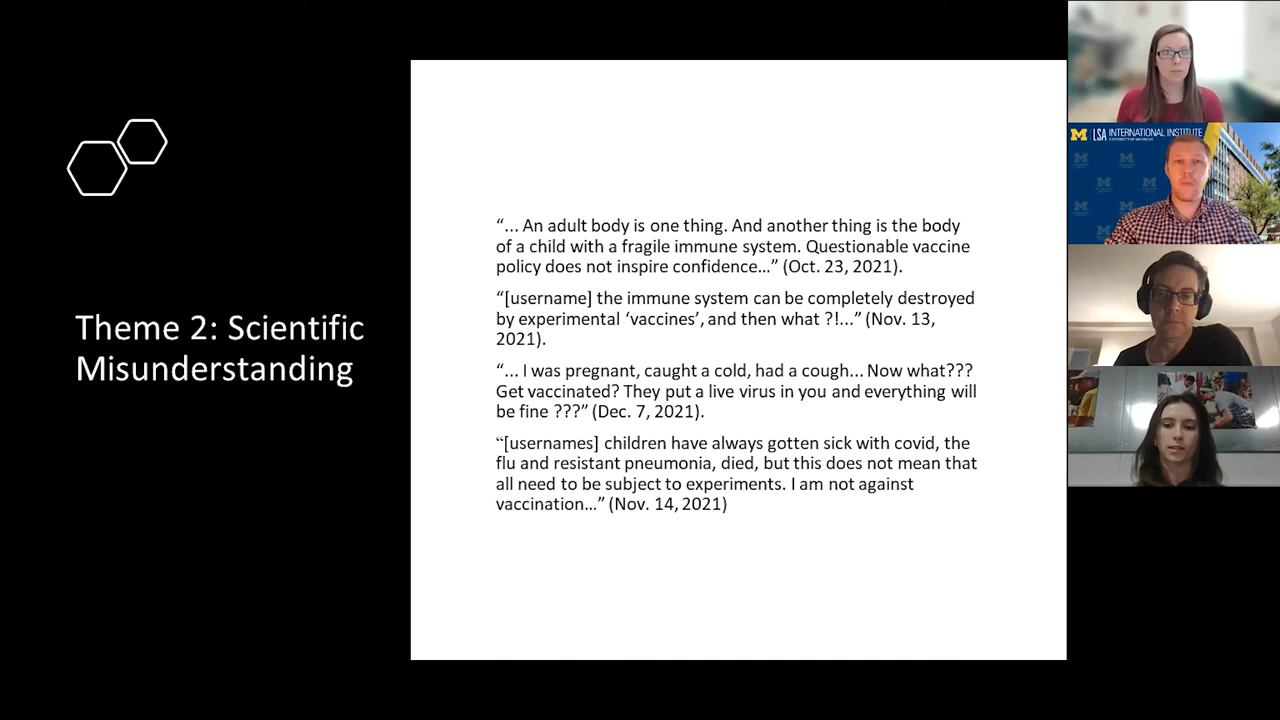 Theme 2: Scientific
Misunderstanding
“... An adult body is one thing. And another thing is the body
of a child with a fragile immune system. Questionable vaccine
policy does not inspire confidence...” (Oct. 23, 2021).
“[username] the immune system can be completely destroyed
by experimental ‘vaccines’, and then what ?!...” (Nov. 13,
2021).
“... I was pregnant, caught a cold, had a cough... Now what???
Get vaccinated? They put a live virus in you and everything will
be fine ???” (Dec. 7, 2021).
“[usernames] children have always gotten sick with covid, the
flu and resistant pneumonia, died, but this does not mean that
all need to be subject to experiments. I am not against
vaccination...” (Nov. 14, 2021)
M LSA INTERNATIONAL INSTITUTE